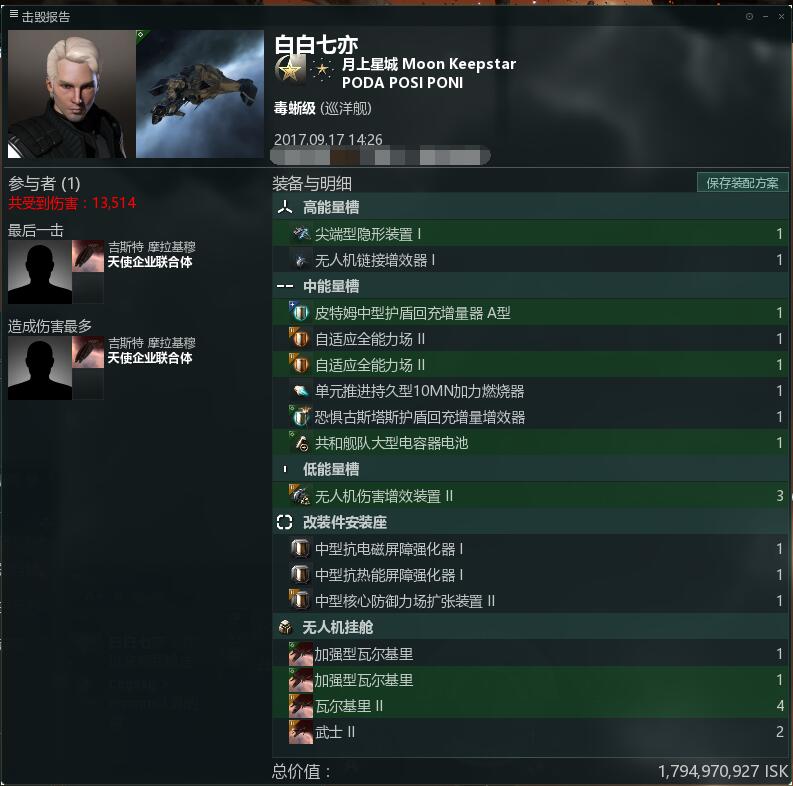 击毁报告
白白七亦
月上星城 Moon Keepstar
PODA POSI PONI
毒蜥级 (巡洋舰)
2017.09.17 14:26
参与者 (1)
共受到伤害：13,514
最后一击
吉斯特 摩拉基穆
天使企业联合体
造成伤害最多
吉斯特 摩拉基穆
天使企业联合体
装备与明细
保存装配方案
高能量槽
尖端型隐形装置 I 1
无人机链接增效器 I 1
中能量槽
皮特姆中型护盾回充增量器 A型 1
自适应全能力场 II 1
自适应全能力场 II 1
单元推进持久型10MN加力燃烧器 1
恐惧古斯塔斯护盾回充增量增效器 1
共和舰队大型电容器电池 1
低能量槽
无人机伤害增效装置 II 3
改装件安装座
中型抗电磁屏障强化器 I 1
中型抗热能屏障强化器 I 1
中型核心防御力场扩张装置 II 1
无人机挂舱
加强型瓦尔基里 1
加强型瓦尔基里 1
瓦尔基里 II 4
武士 II 2
总价值： 1,794,970,927 ISK